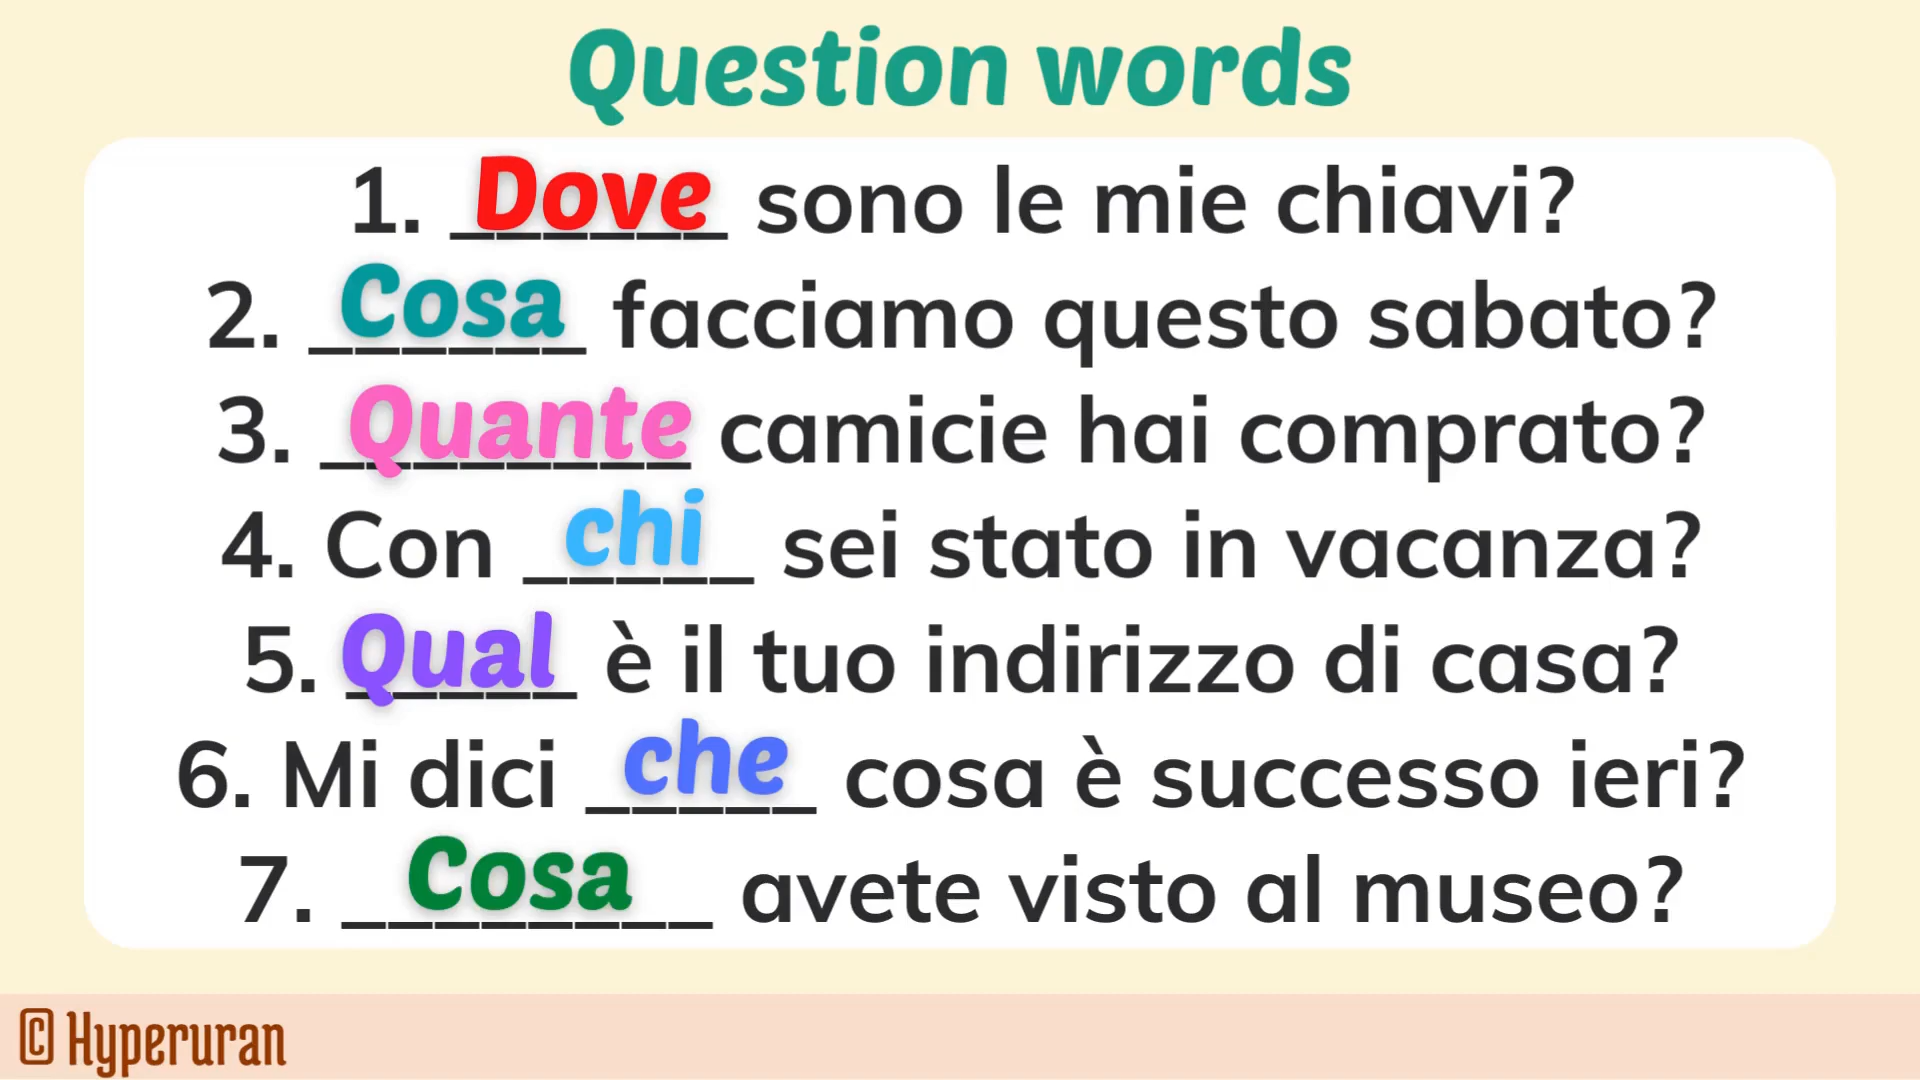 Question words
1. Dove sono le mie chiavi?
2. Cosa facciamo questo sabato?
3. Quante camicie hai comprato?
4. Con chi sei stato in vacanza?
5. Qual è il tuo indirizzo di casa?
6. Mi dici che cosa è successo ieri?
7. Cosa avete visto al museo?
© Hyperuran